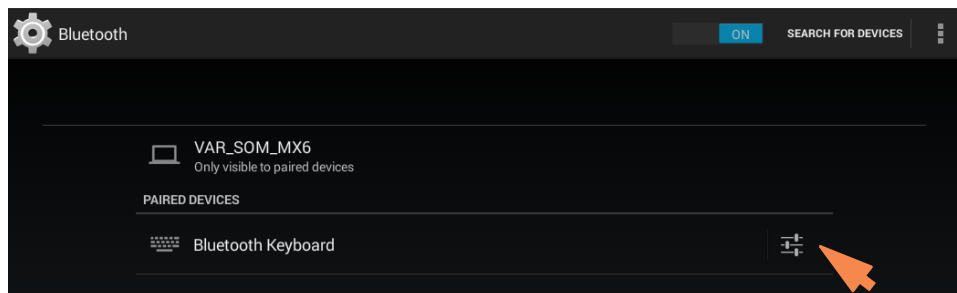 Bluetooth
ON
SEARCH FOR DEVICES
VAR_SOM_MX6
Only visible to paired devices
PAIRED DEVICES
Bluetooth Keyboard